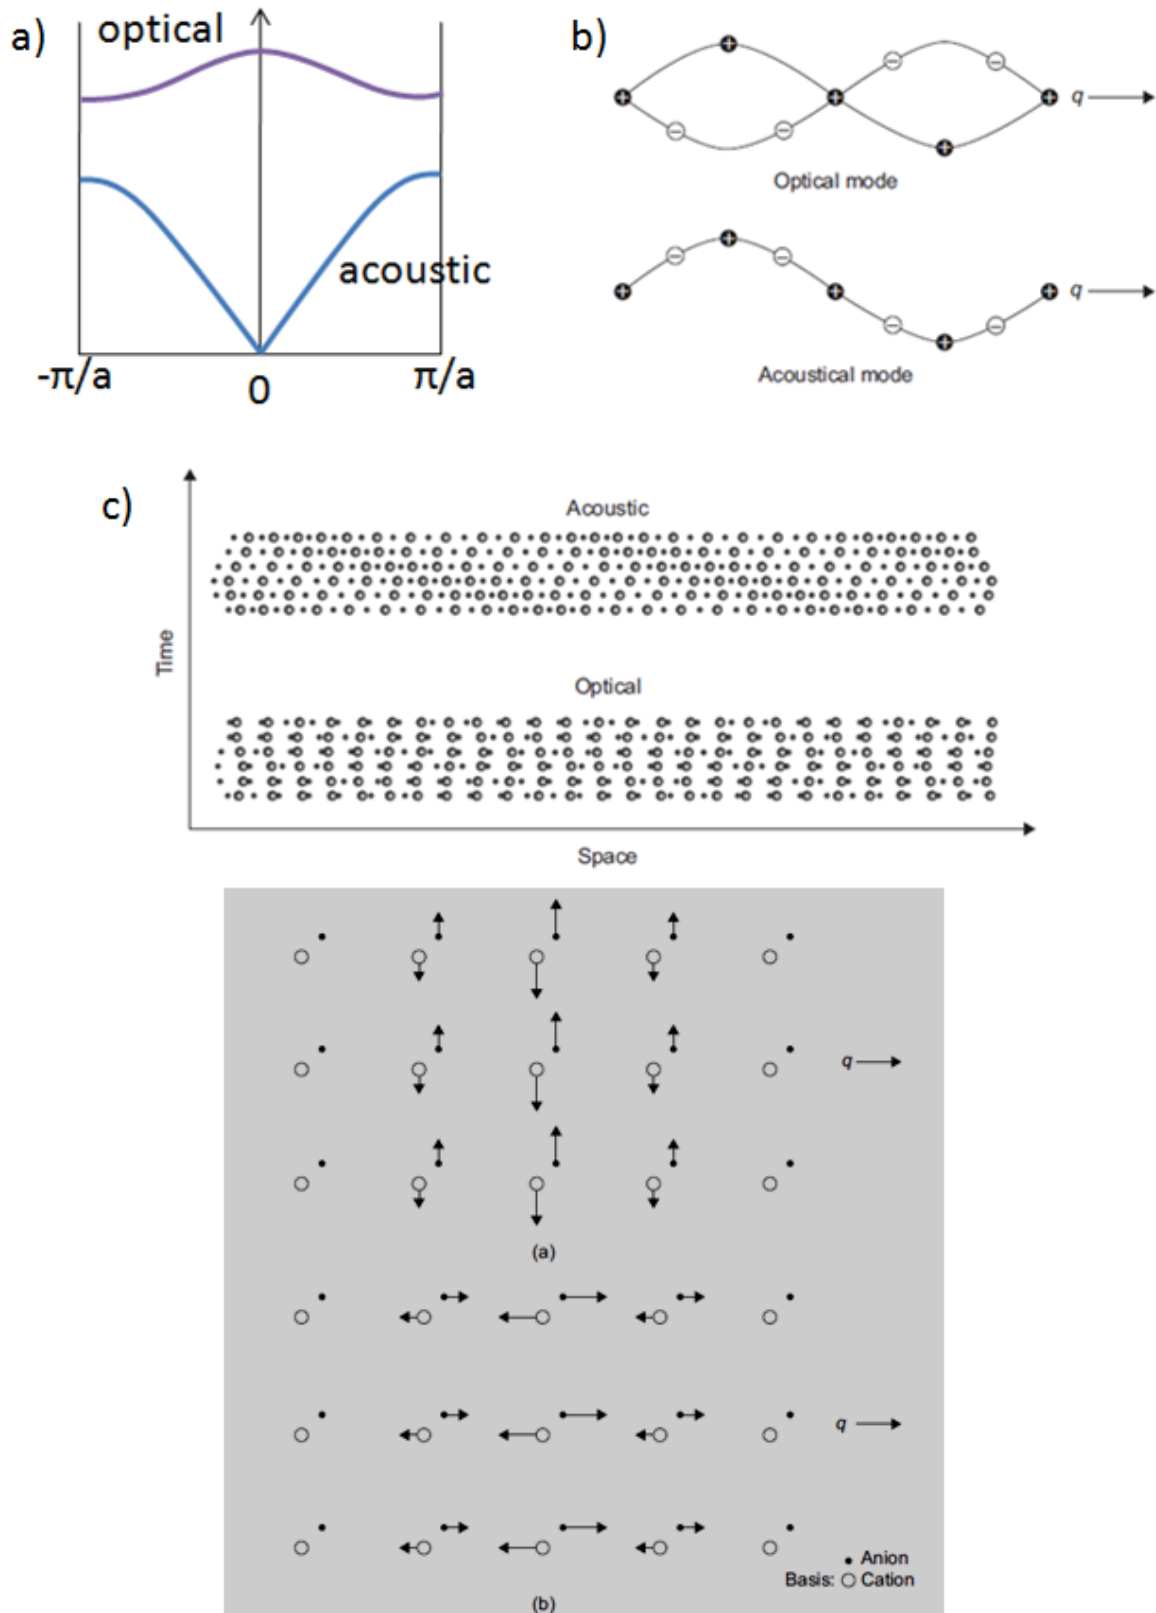 a)
optical
acoustic
-π/a
0
π/a
b)
q
Optical mode
q
Acoustical mode
c)
Time
Acoustic
Optical
Space
q
(a)
q
Anion
Basis: Cation
(b)